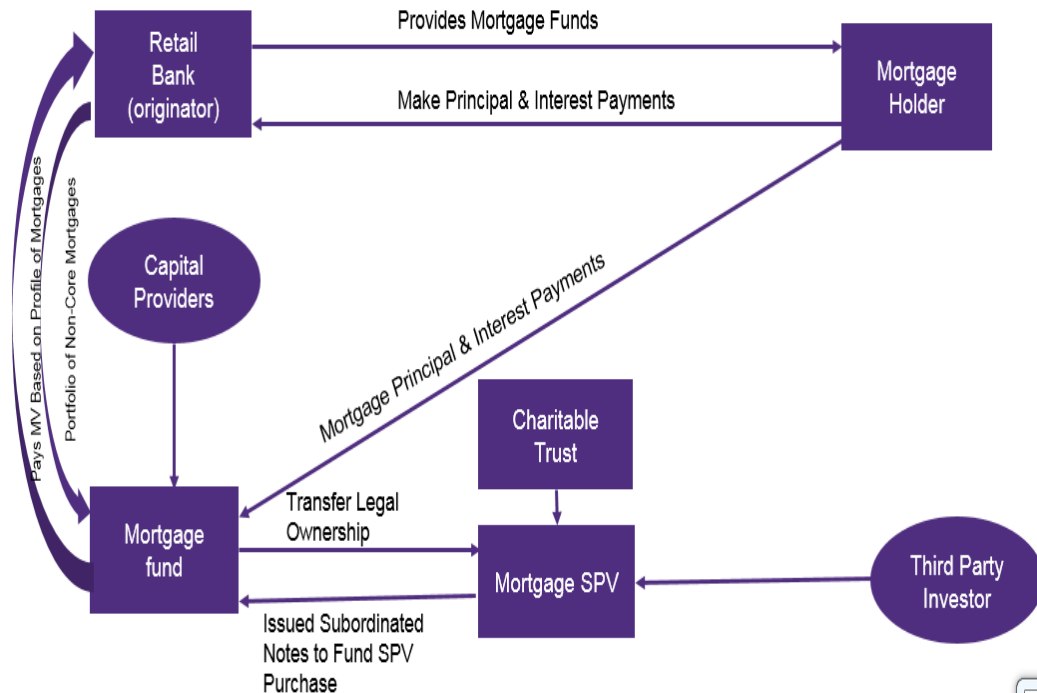 Provides Mortgage Funds
Retail
Bank
(originator)
Mortgage
Holder
Make Principal & Interest Payments
Pays MV Based on Profile of Mortgages
Portfolio of Non-Core Mortgages
Capital
Providers
Mortgage Principal & Interest Payments
Charitable
Trust
Transfer Legal
Ownership
Mortgage
fund
Mortgage SPV
Third Party
Investor
Issued Subordinated
Notes to Fund SPV
Purchase